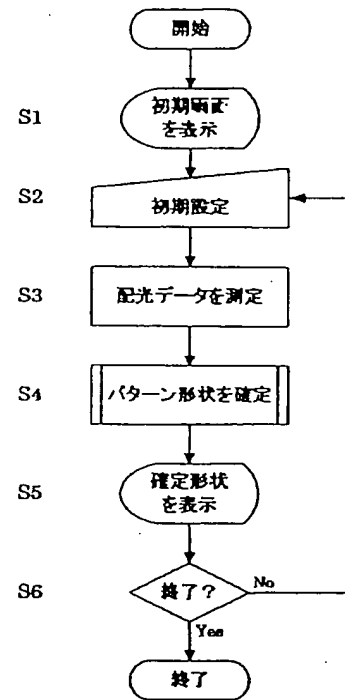 開始
S1
初期画面
を表示
S2
初期設定
S3
配光データを測定
S4
パターン形状を確定
S5
確定形状
を表示
S6
終了?
No
Yes
終了